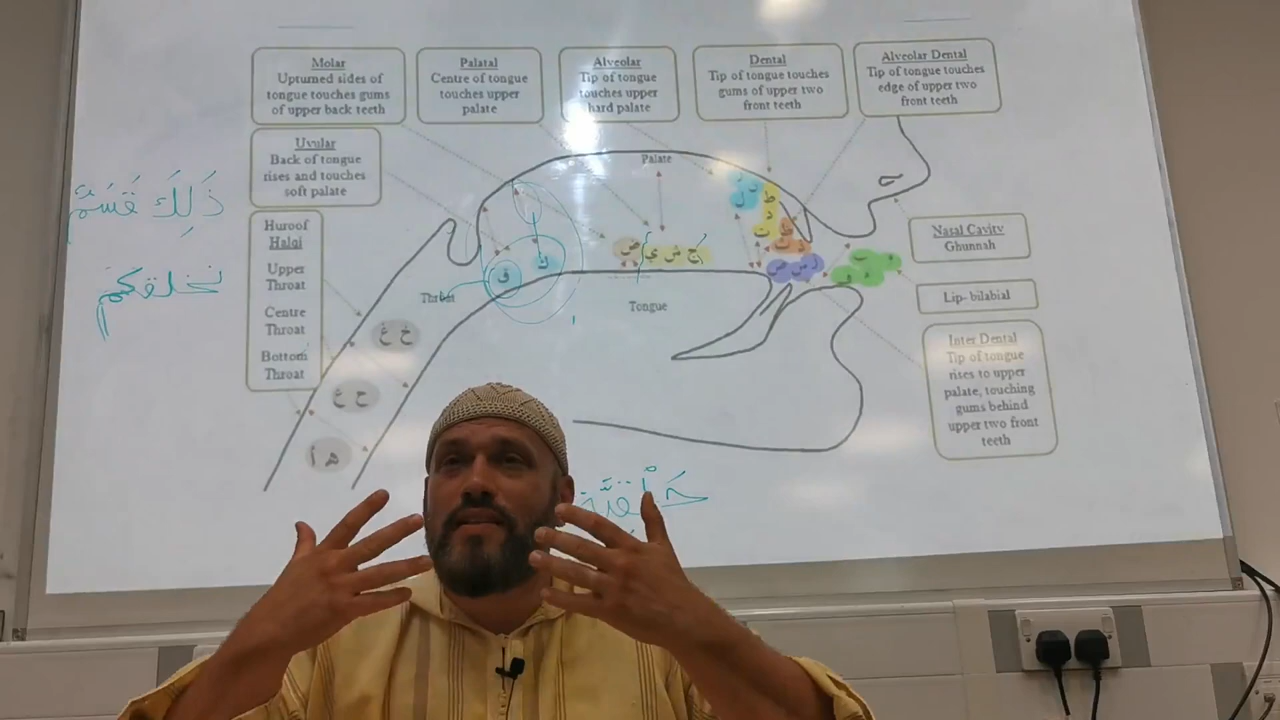 Molar
Upturned sides of
tongue touches gums
of upper back teeth
Palatal
Centre of tongue
touches upper
palate
Alveolar
Tip of tongue
touches upper
hard palate
Dental
Tip of tongue touches
gums of upper two
front teeth
Alveolar Dental
Tip of tongue touches
edge of upper two
front teeth
Uvular
Back of tongue
rises and touches
soft palate
Huroof
Halqi
Upper
Throat
Centre
Throat
Bottom
Throat
ذَلِكَ قَسَمٌ
نخلقكم
Palate
Throat
Tongue
ق
ك
ض
ج ش ي
ط
د
ت
خ غ
ح ع
ه أ
Nasal Cavity
Ghunnah
Lip- bilabial
Inter Dental
Tip of tongue
rises to upper
palate, touching
gums behind
upper two front
teeth